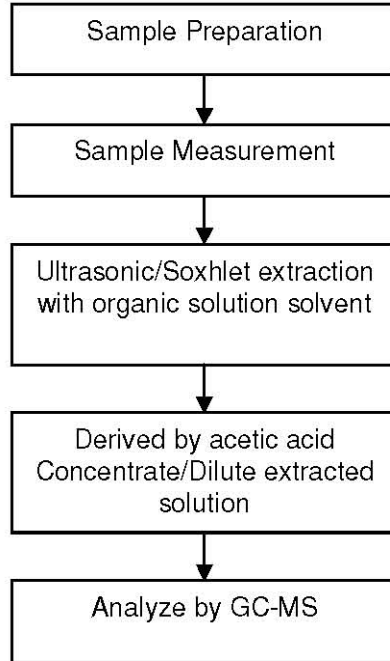 Sample Preparation
Sample Measurement
Ultrasonic/Soxhlet extraction
with organic solution solvent
Derived by acetic acid
Concentrate/Dilute extracted
solution
Analyze by GC-MS